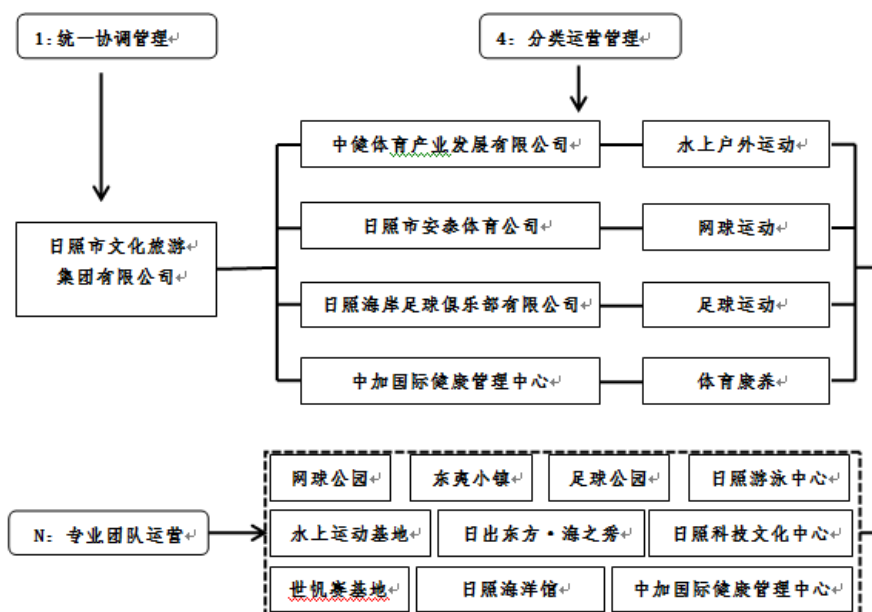 1:统一协调管理
4：分类运营管理
中健体育产业发展有限公司
水上户外运动
日照市文化旅游
集团有限公司
日照市安泰体育公司
网球运动
日照海岸足球俱乐部有限公司
足球运动
中加国际健康管理中心
体育康养
N：专业团队运营
网球公园
东夷小镇
足球公园
日照游泳中心
水上运动基地
日出东方·海之秀
日照科技文化中心
世帆赛基地
日照海洋馆
中加国际健康管理中心